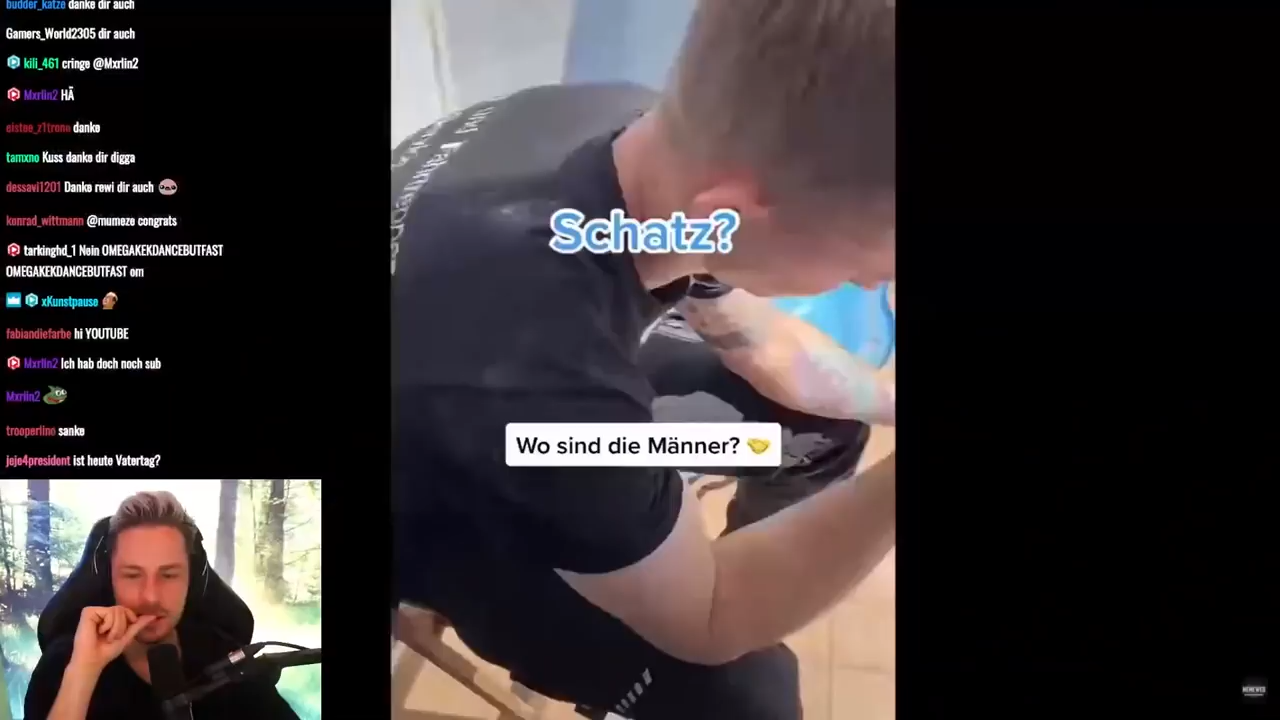 budder_katze danke dir auch
Gamers_World2305 dir auch
kili_461 cringe @Mxrlin2
Mxrlin2 HÄ
eistee_z1tronn danke
tamxno Kuss danke dir digga
dessavi1201 Danke rewi dir auch
konrad_wittmann @mumeze congrats
tarkinghd_1 Nein OMEGAKEKDANCEBUTFAST
OMEGAKEKDANCEBUTFAST om
xKunstpause
fabiandiefarbe hi YOUTUBE
Mxrlin2 Ich hab doch noch sub
Mxrlin2
trooperlino sanke
jeje4president ist heute Vatertag?
Schatz?
Wo sind die Männer? 🤝